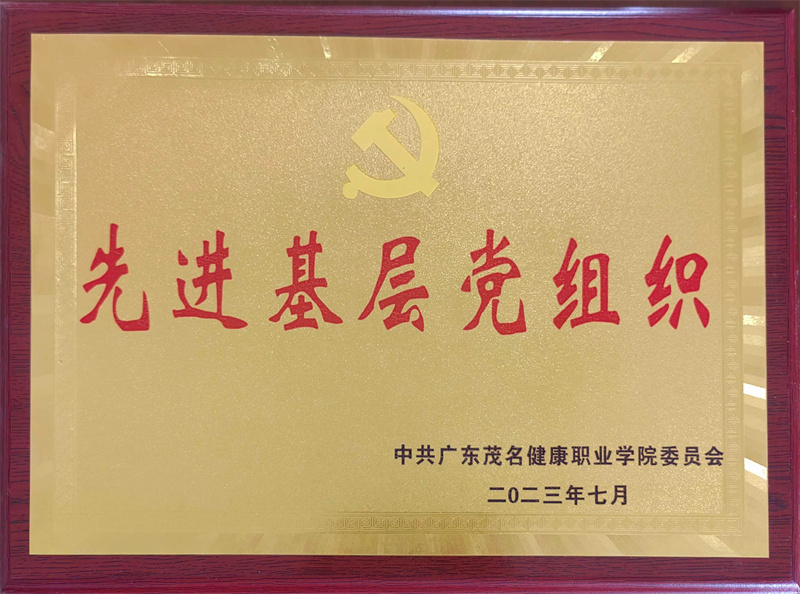 先进基层党组织
中共广东茂名健康职业学院委员会
二0二三年七月